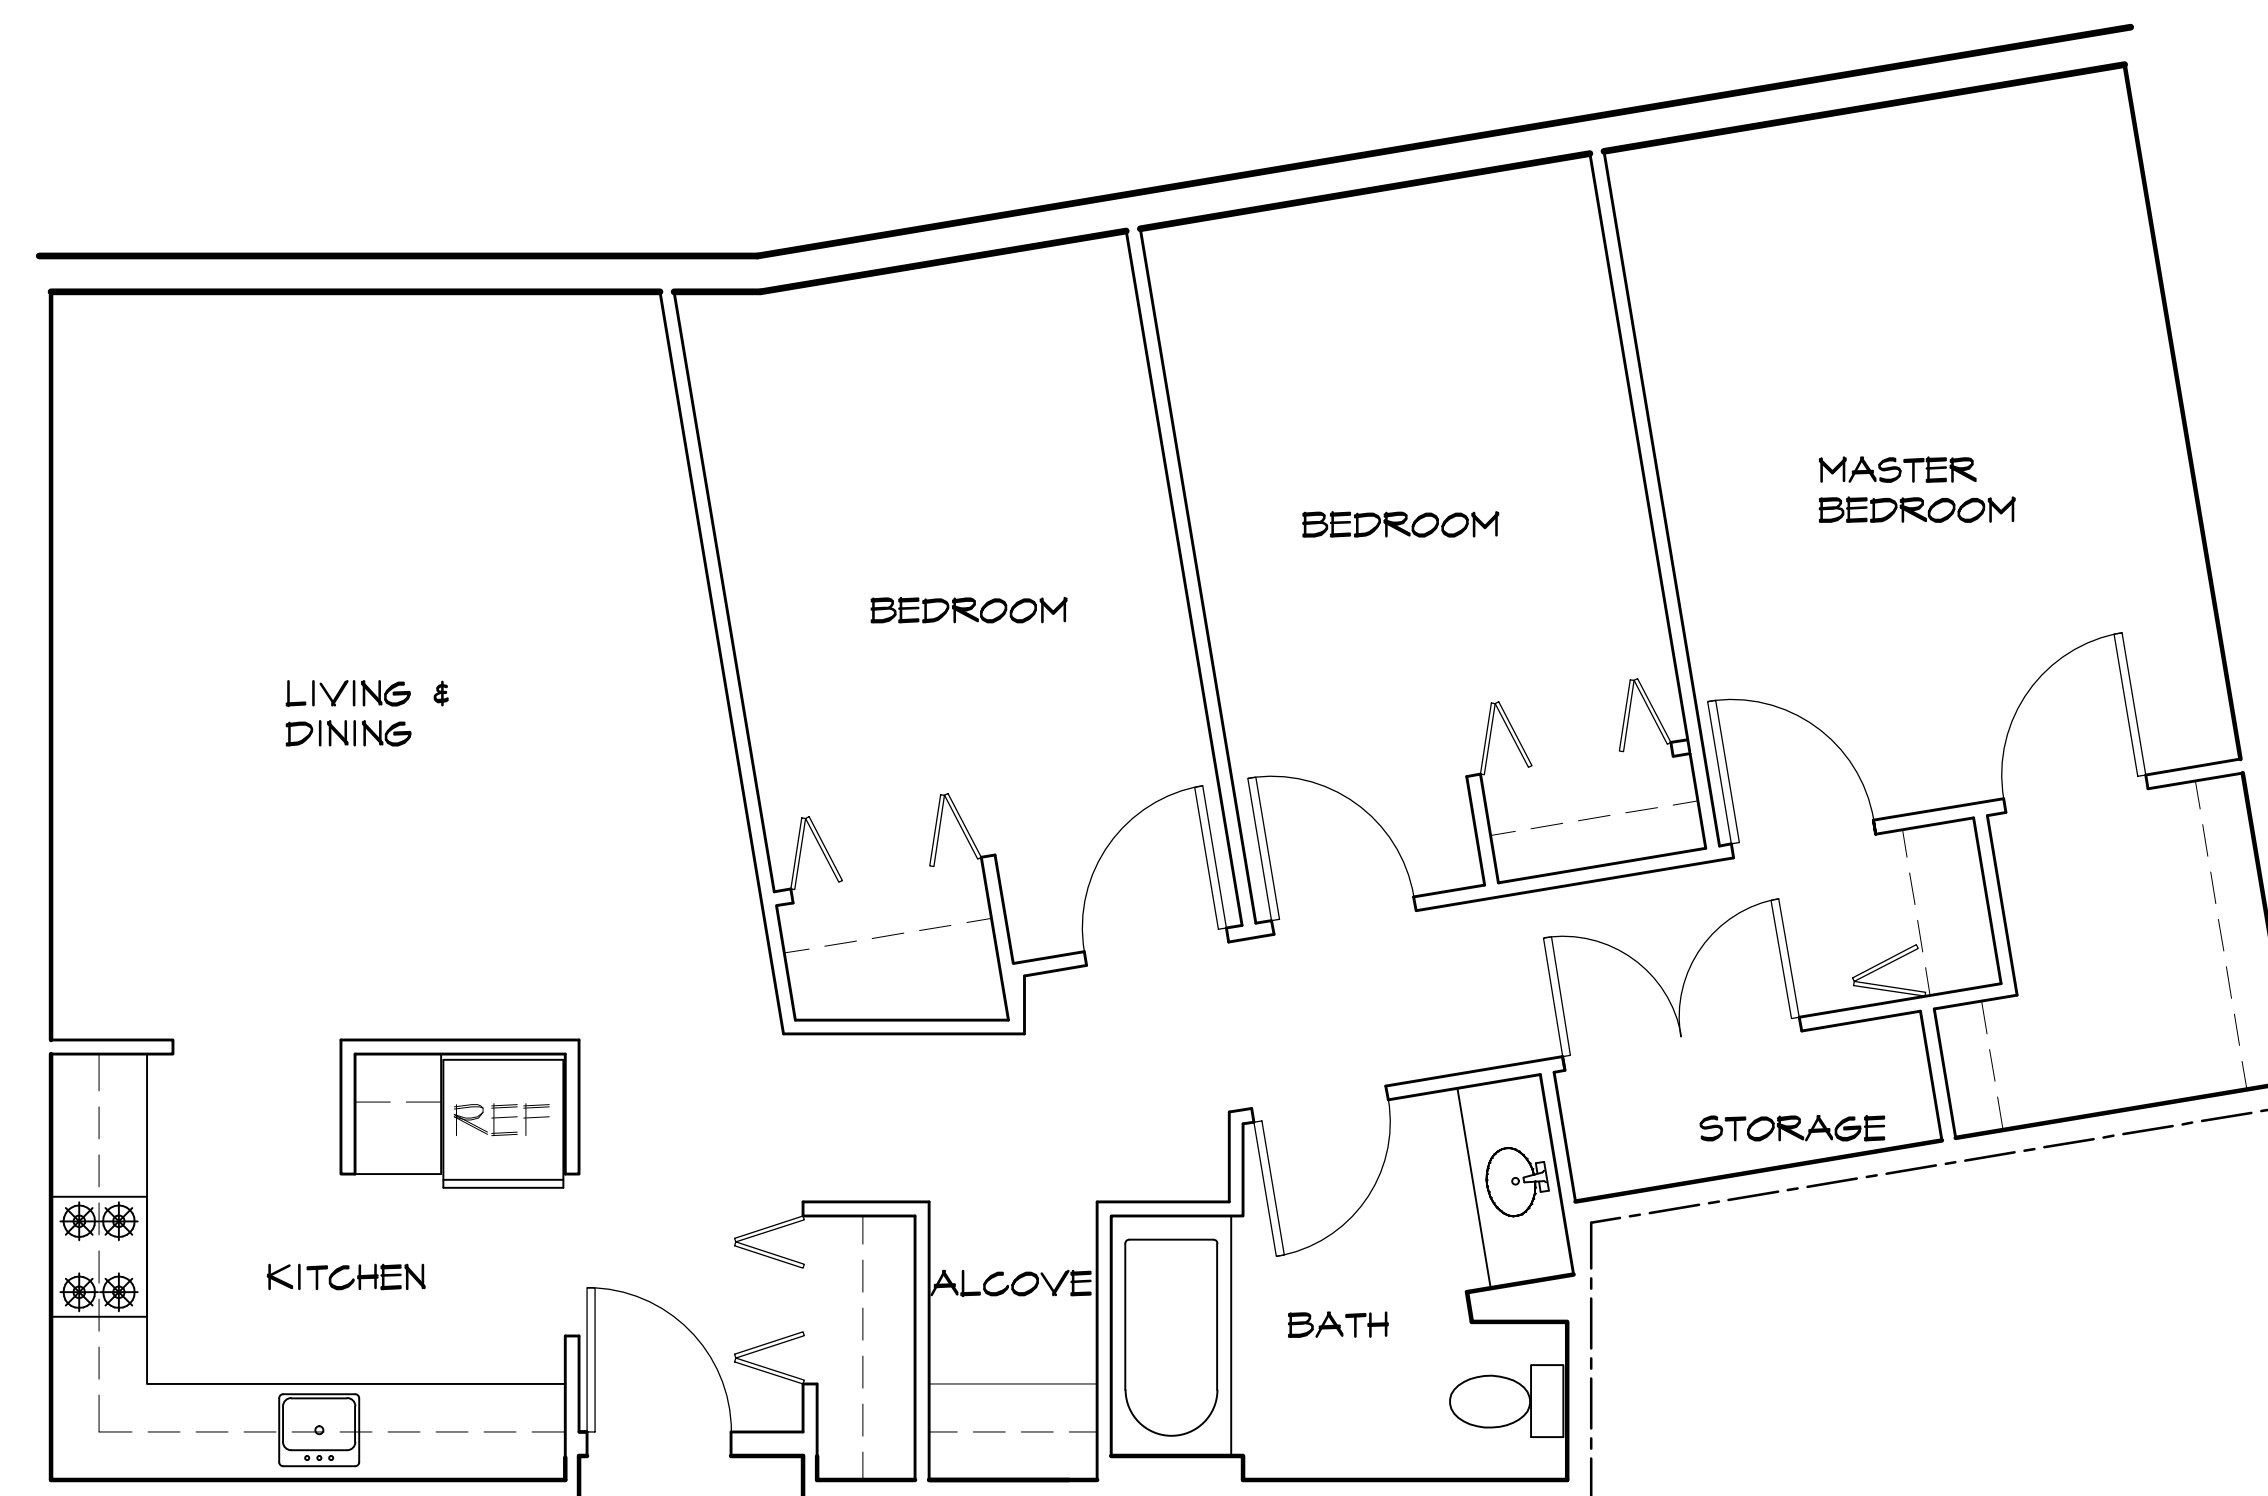 MASTER
BEDROOM
BEDROOM
BEDROOM
LIVING &
DINING
REF
STORAGE
KITCHEN
ALCOVE
BATH